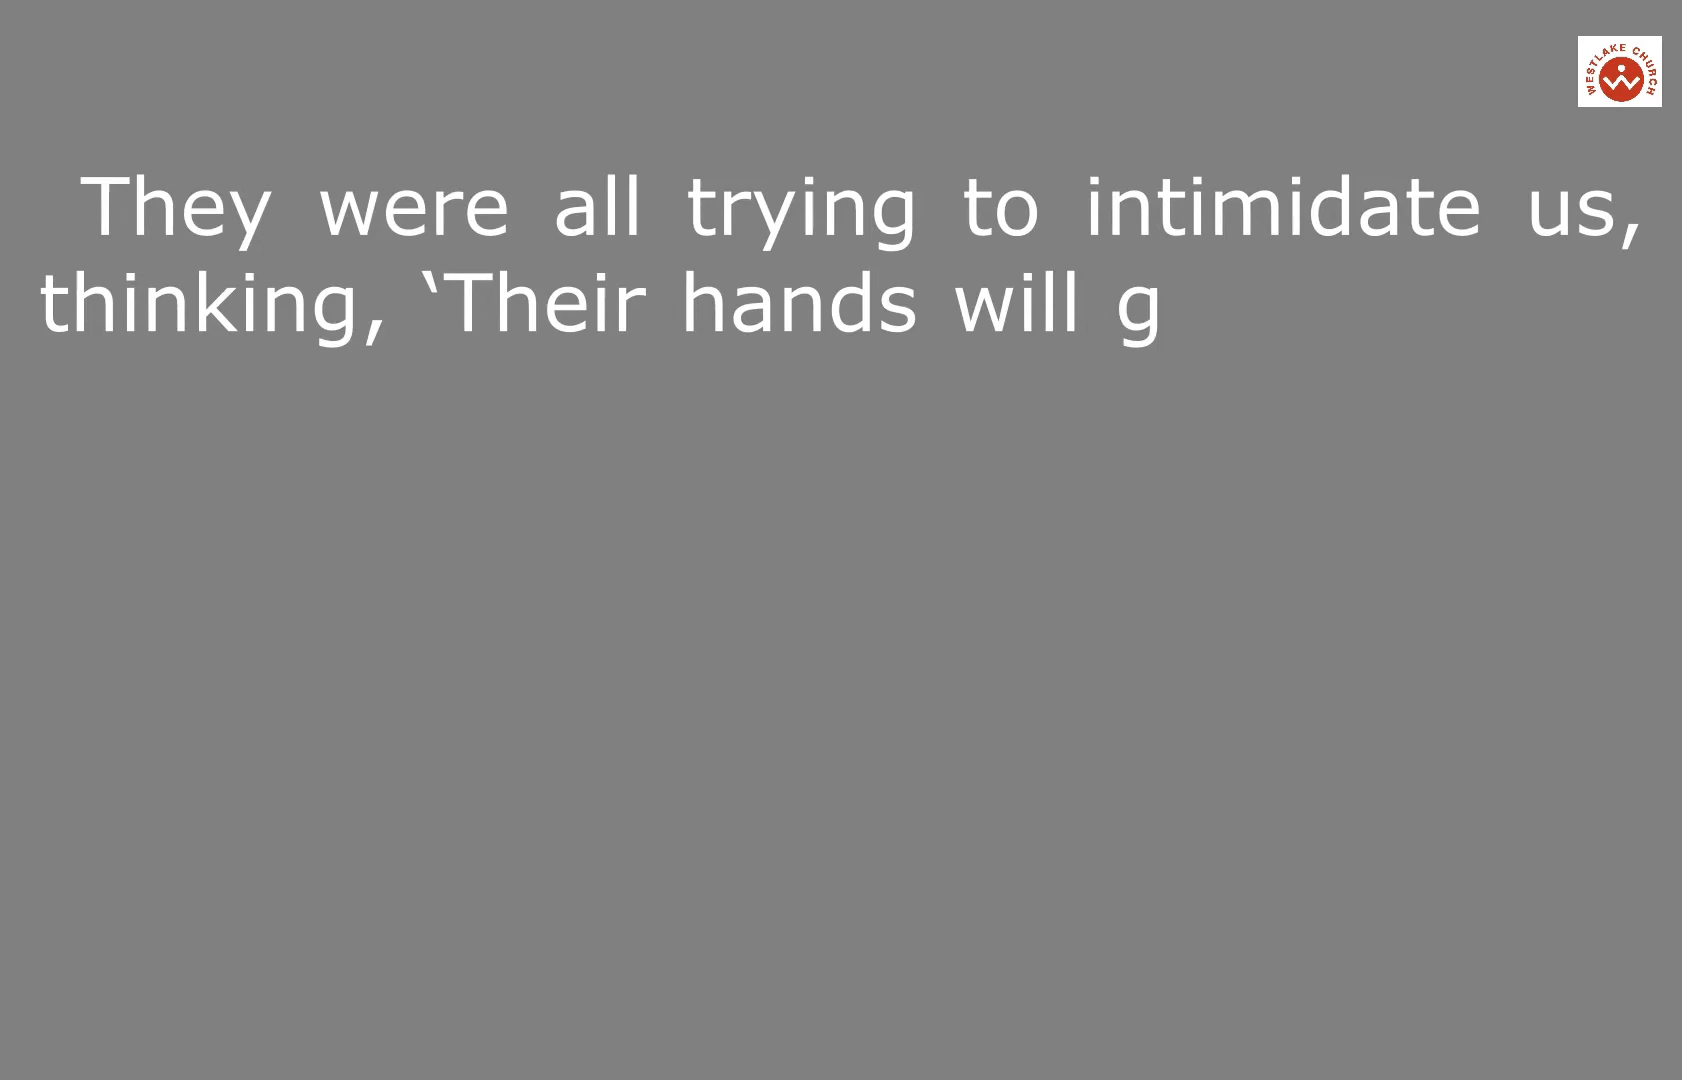 WESTLAKE CHURCH
They were all trying to intimidate us,
thinking, ‘Their hands will g